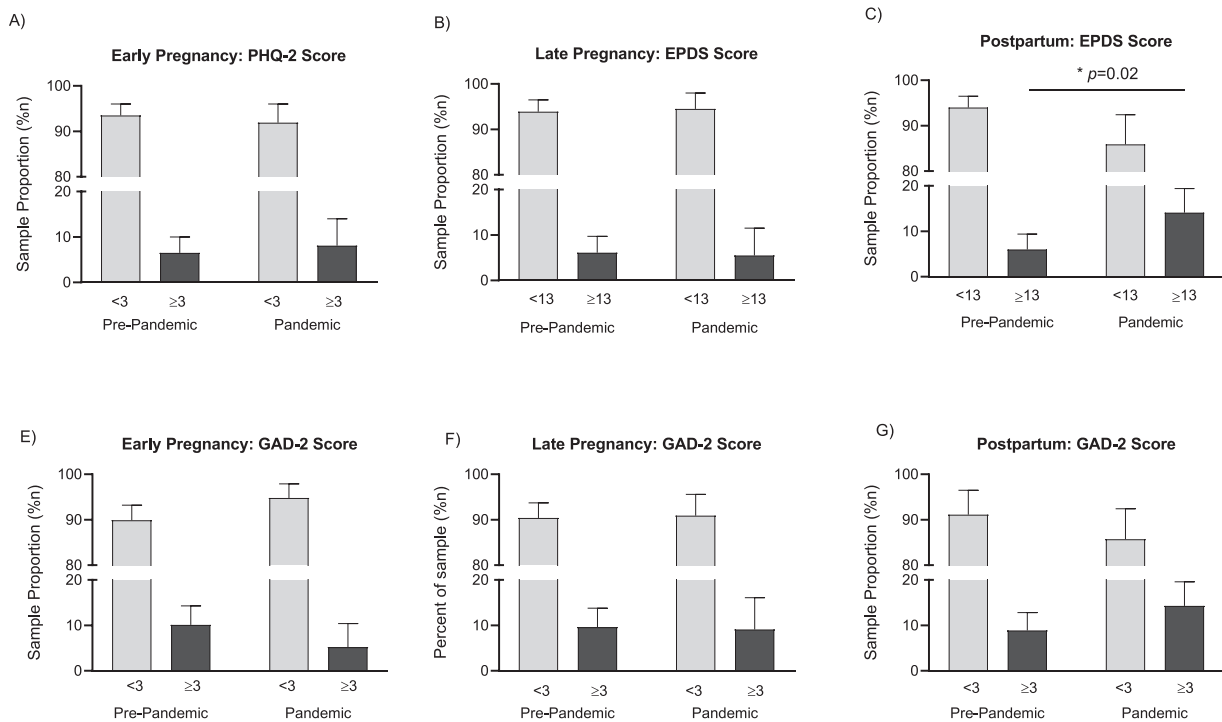 A)
Early Pregnancy: PHQ-2 Score
Sample Proportion (%n)
100
90
80
20
10
0
<3 ≥3 <3 ≥3
Pre-Pandemic Pandemic
B)
Late Pregnancy: EPDS Score
Sample Proportion (%n)
100
90
80
20
10
0
<13 ≥13 <13 ≥13
Pre-Pandemic Pandemic
C)
Postpartum: EPDS Score
* p=0.02
Sample Proportion (%n)
100
90
80
20
10
0
<13 ≥13 <13 ≥13
Pre-Pandemic Pandemic
E)
Early Pregnancy: GAD-2 Score
Sample Proportion (%n)
100
90
80
20
10
0
<3 ≥3 <3 ≥3
Pre-Pandemic Pandemic
F)
Late Pregnancy: GAD-2 Score
Percent of sample
100
90
80
20
10
0
<3 ≥3 <3 ≥3
Pre-Pandemic Pandemic
G)
Postpartum: GAD-2 Score
Sample Proportion (%n)
100
90
80
20
10
0
<3 ≥3 <3 ≥3
Pre-Pandemic Pandemic